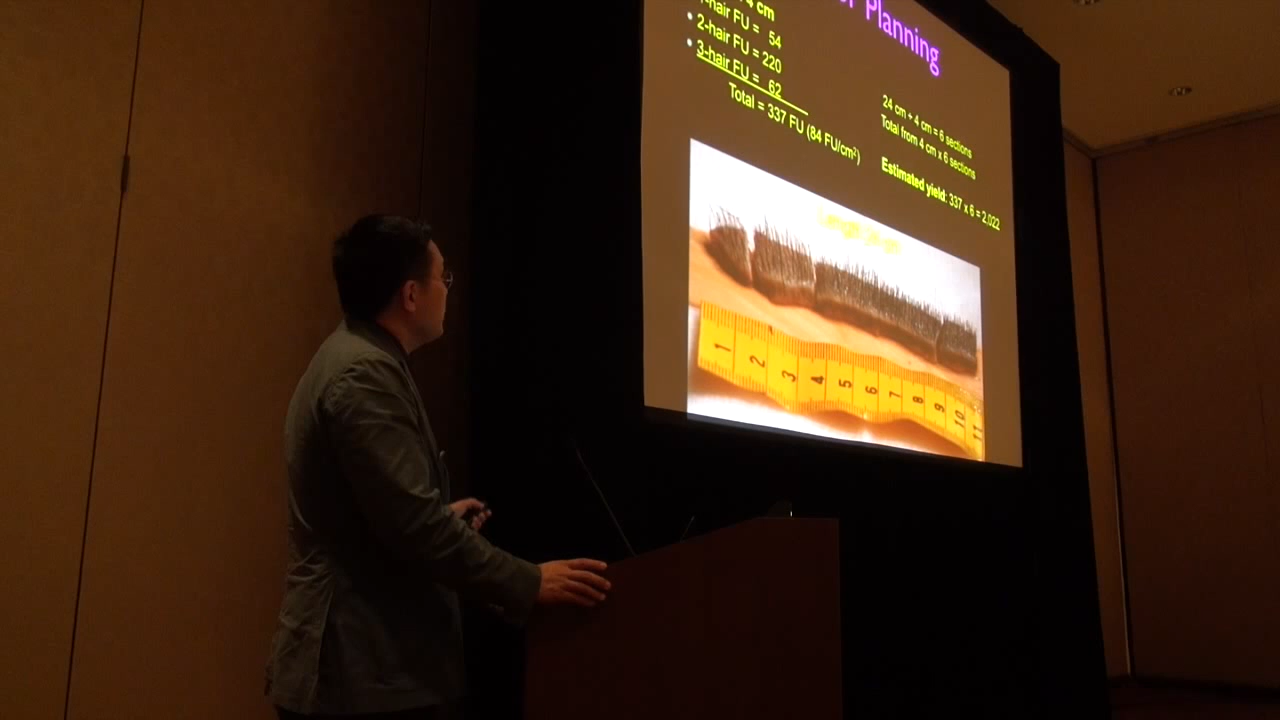 or Planning
4 cm
1-hair FU = 54
• 2-hair FU = 220
• 3-hair FU = 62
Total = 337 FU (84 FU/cm²)
24 cm ÷ 4 cm = 6 sections
Total from 4 cm x 6 sections
Estimated yield: 337 x 6 = 2,022
1 2 3 4 5 6 7 8 9 10 11